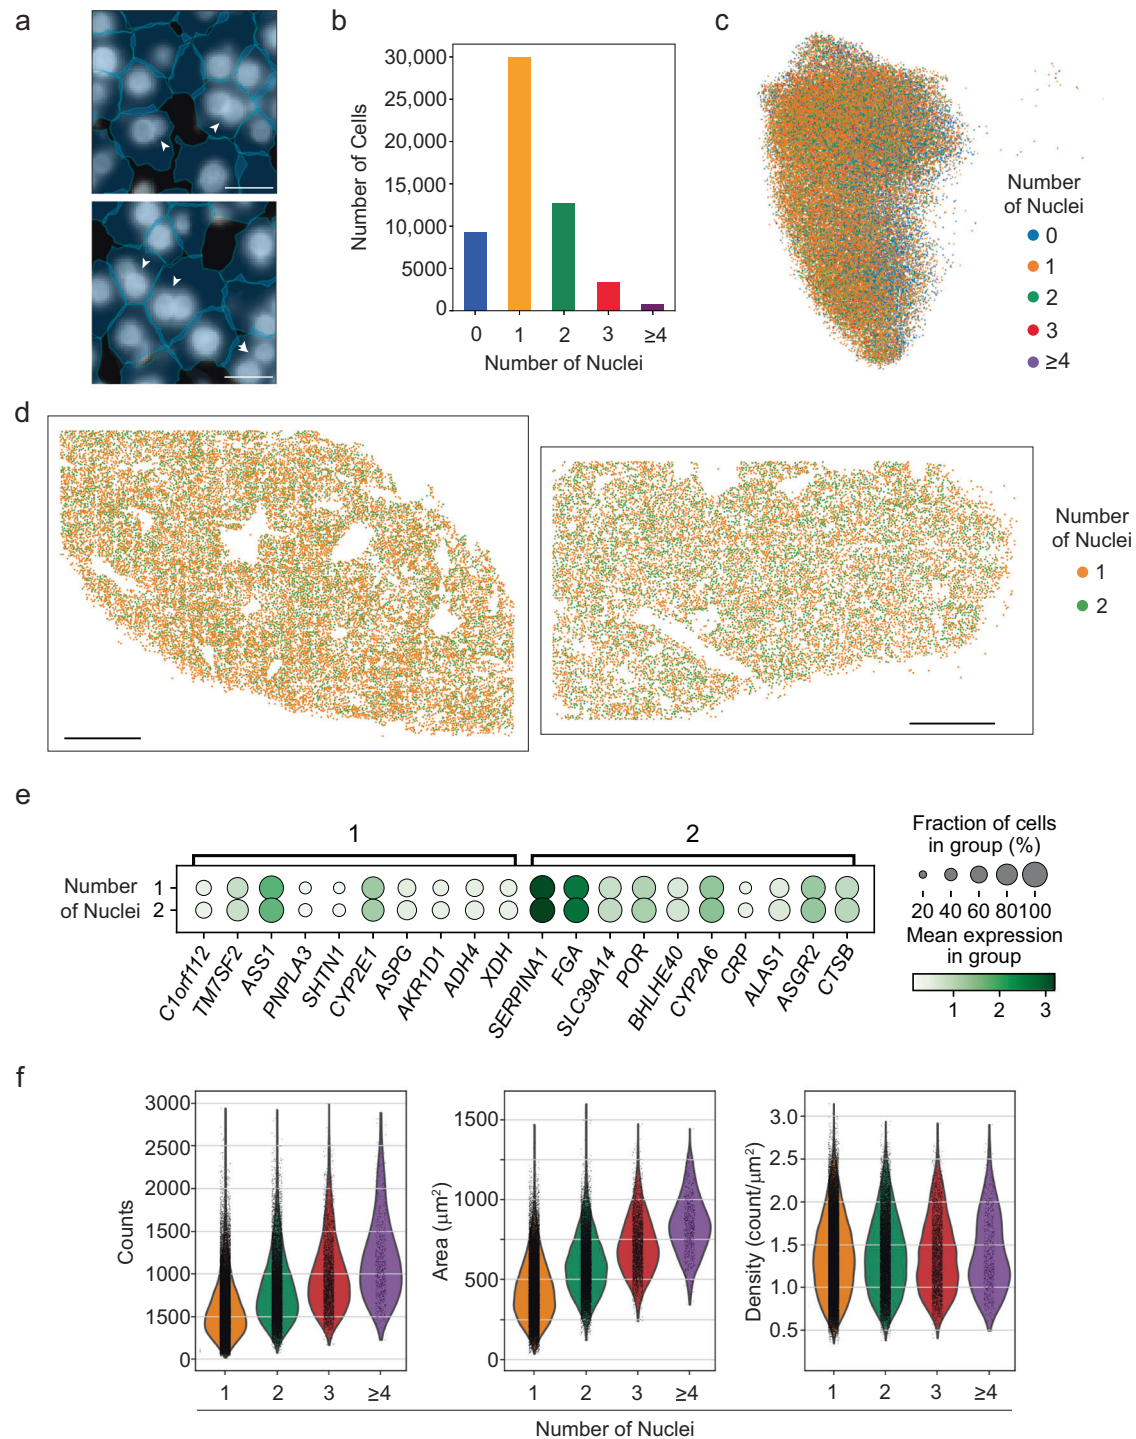 a
b
c
30,000
25,000
20,000
15,000
10,000
5000
0
Number of Cells
0 1 2 3 ≥4
Number of Nuclei
Number
of Nuclei
0
1
2
3
≥4
d
Number
of Nuclei
1
2
e
1 2
Number
of Nuclei
1
2
C1orf112
TM7SF2
ASS1
PNPLA3
SHTN1
CYP2E1
ASPG
AKR1D1
ADH4
XDH
SERPINA1
FGA
SLC39A14
POR
BHLHE40
CYP2A6
CRP
ALAS1
ASGR2
CTSB
Fraction of cells
in group (%)
20 40 60 80 100
Mean expression
in group
1 2 3
f
Counts
3000
2500
2000
1500
1000
1500
0
1 2 3 ≥4
Area (μm²)
1500
1000
500
0
1 2 3 ≥4
Density (count/μm²)
3.0
2.5
2.0
1.5
1.0
0.5
1 2 3 ≥4
Number of Nuclei